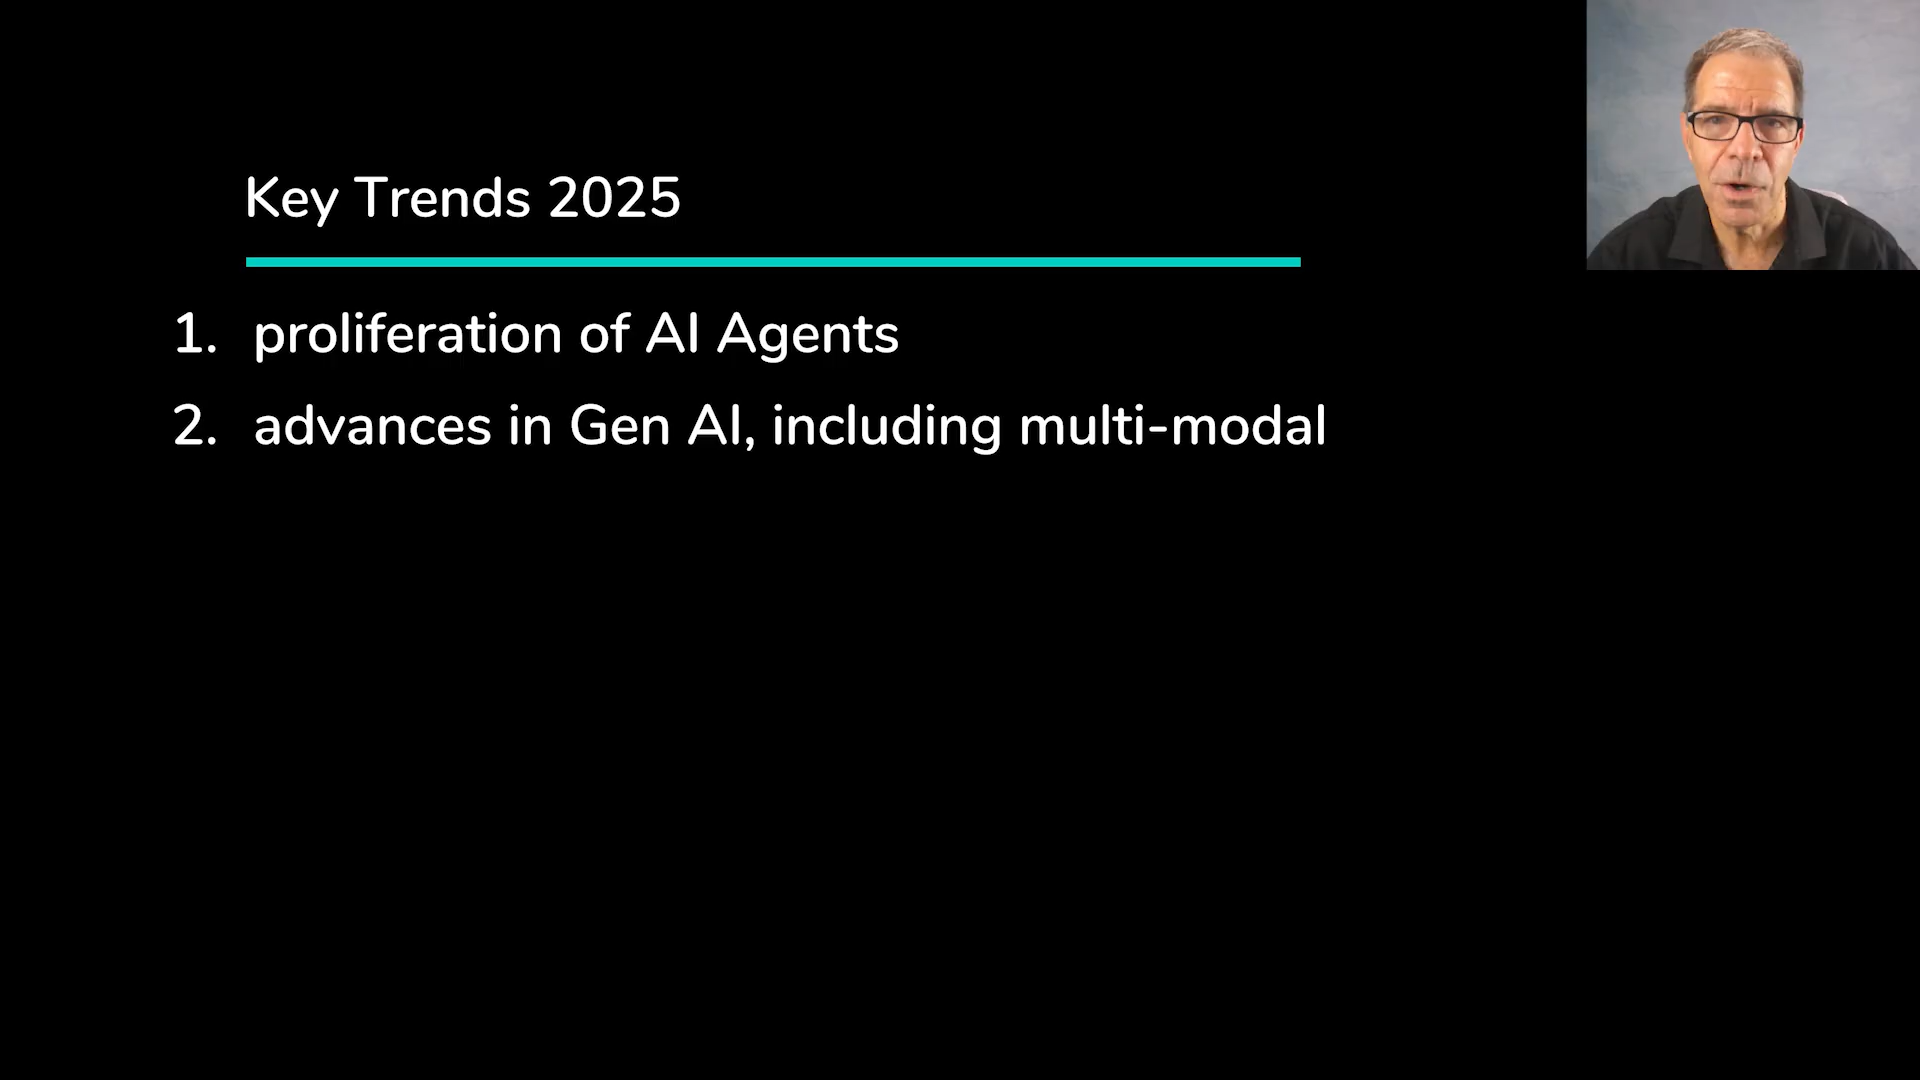 Key Trends 2025
1. proliferation of AI Agents
2. advances in Gen AI, including multi-modal